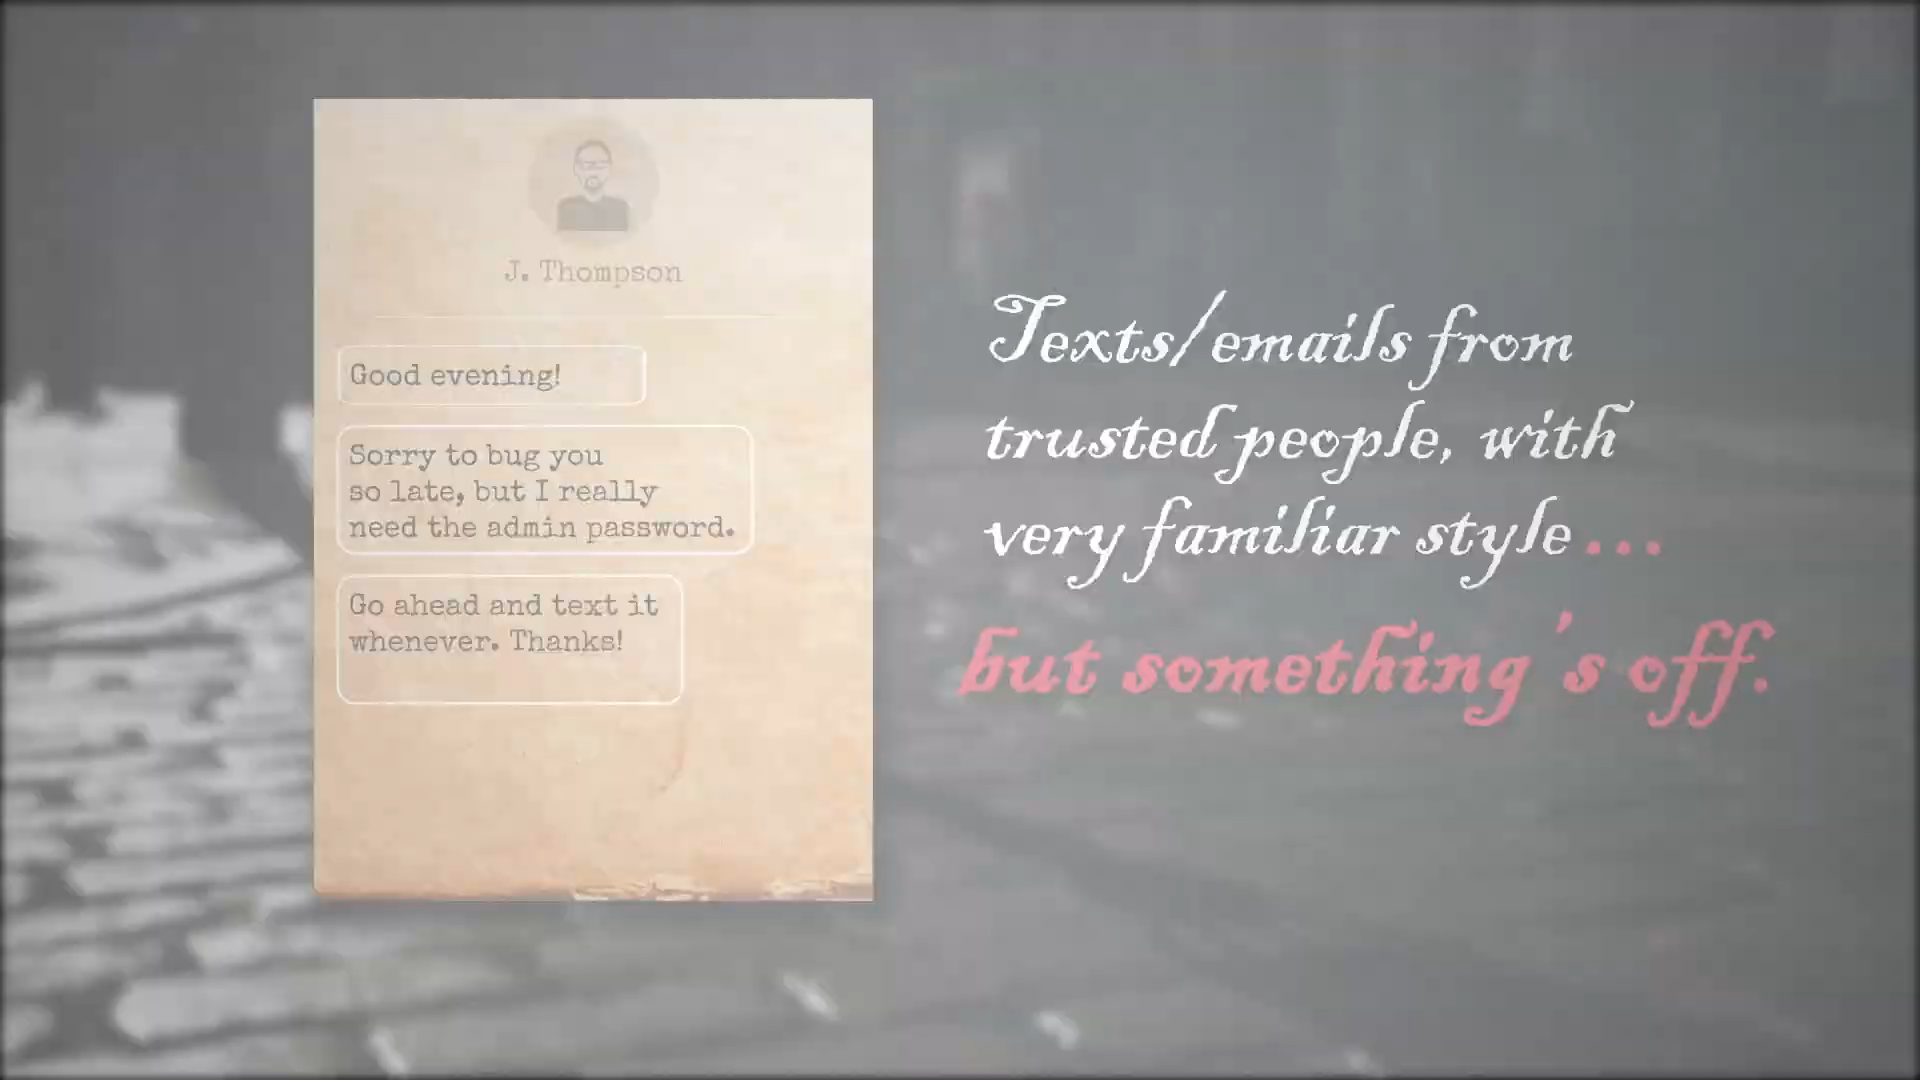 J. Thompson
Good evening!
Sorry to bug you
so late, but I really
need the admin password.
Go ahead and text it
whenever. Thanks!
Texts/emails from
trusted people, with
very familiar style...
but something's off.